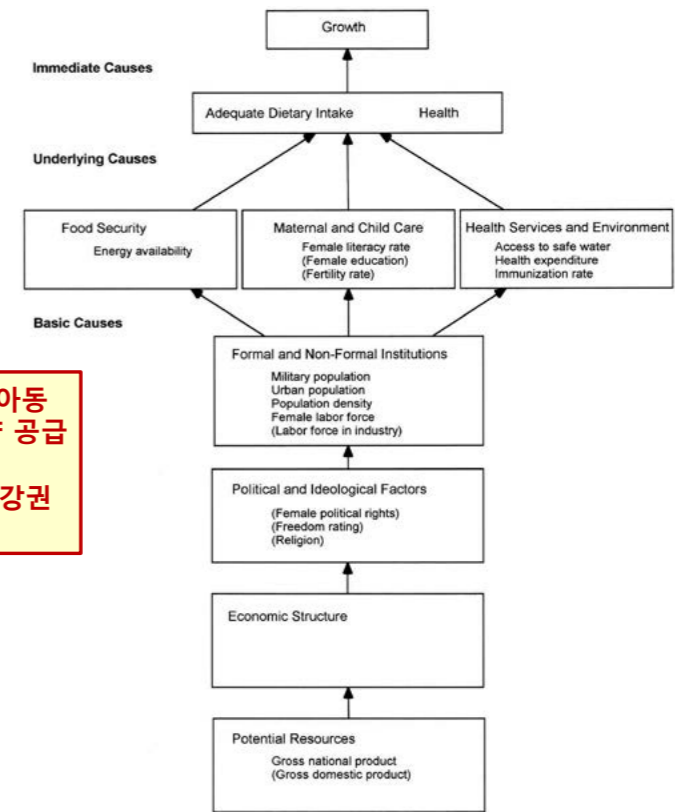 Growth
Immediate Causes
Adequate Dietary Intake Health
Underlying Causes
Food Security
Energy availability
Maternal and Child Care
Female literacy rate
(Female education)
(Fertility rate)
Health Services and Environment
Access to safe water
Health expenditure
Immunization rate
Basic Causes
Formal and Non-Formal Institutions
Military population
Urban population
Population density
Female labor force
(Labor force in industry)
아동
공급
강권
Political and Ideological Factors
(Female political rights)
(Freedom rating)
(Religion)
Economic Structure
Potential Resources
Gross national product
(Gross domestic product)